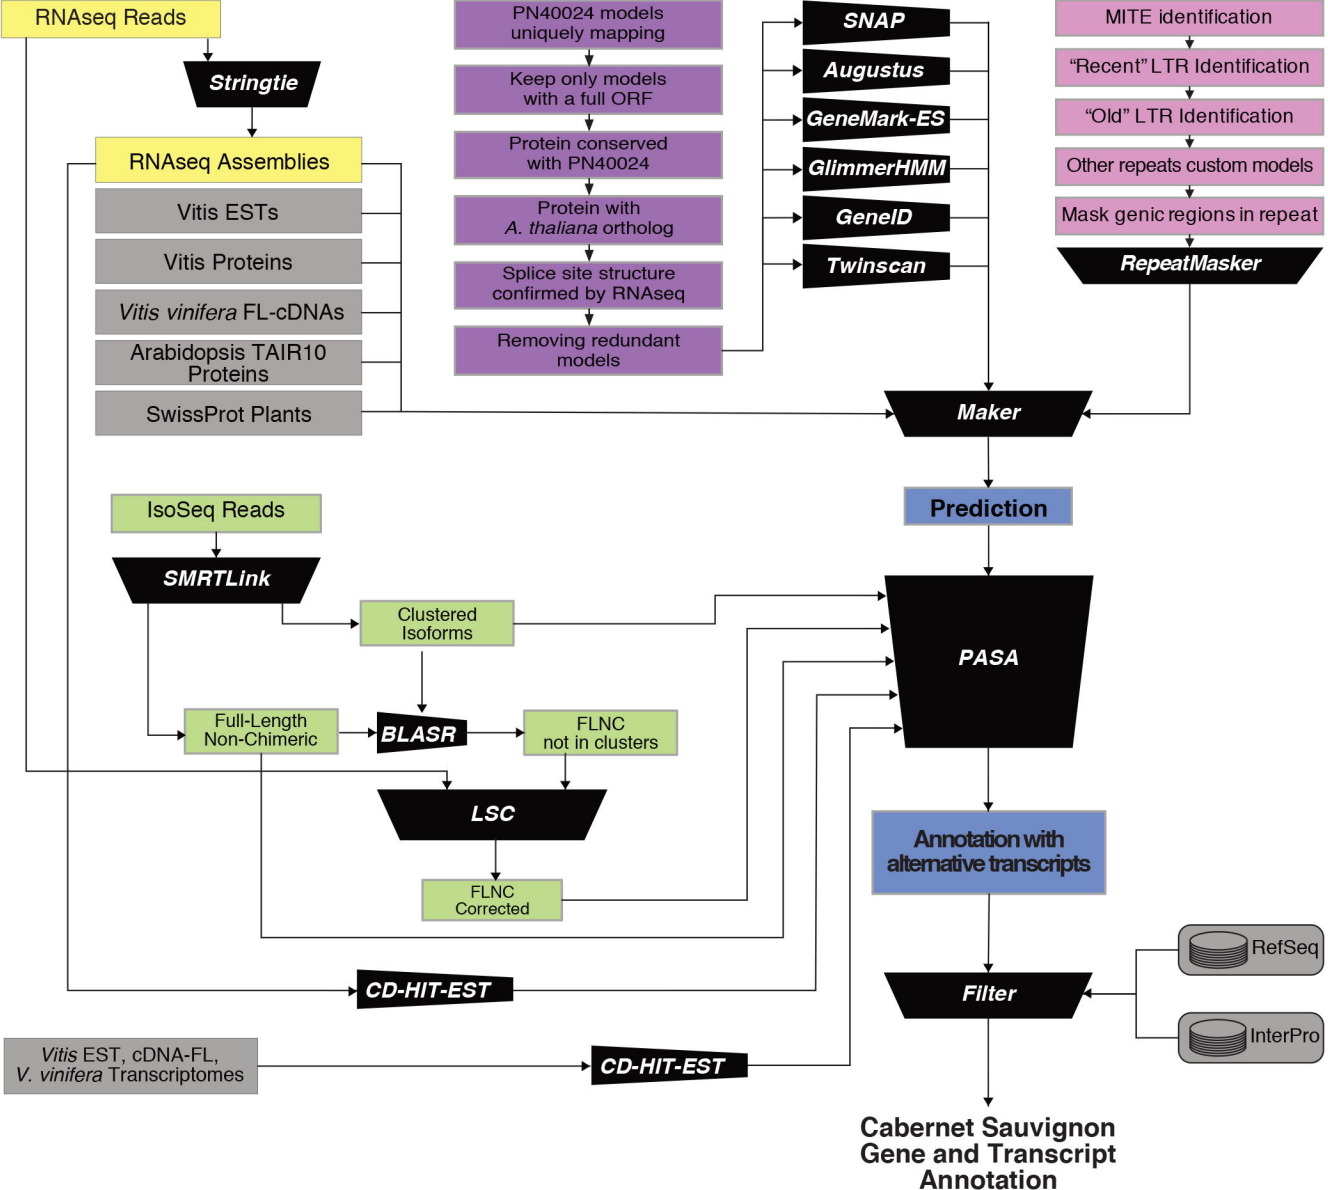 RNAseq Reads
Stringtie
RNAseq Assemblies
Vitis ESTs
Vitis Proteins
Vitis vinifera FL-cDNAs
Arabidopsis TAIR10
Proteins
SwissProt Plants
PN40024 models
uniquely mapping
Keep only models
with a full ORF
Protein conserved
with PN40024
Protein with
A. thaliana ortholog
Splice site structure
confirmed by RNAseq
Removing redundant
models
SNAP
Augustus
GeneMark-ES
GlimmerHMM
GeneID
Twinscan
MITE identification
“Recent” LTR Identification
“Old” LTR Identification
Other repeats custom models
Mask genic regions in repeat
RepeatMasker
Maker
Prediction
IsoSeq Reads
SMRTLink
Clustered
Isoforms
Full-Length
Non-Chimeric
BLASR
FLNC
not in clusters
LSC
FLNC
Corrected
PASA
Annotation with
alternative transcripts
CD-HIT-EST
Vitis EST, cDNA-FL,
V. vinifera Transcriptomes
CD-HIT-EST
Filter
RefSeq
InterPro
Cabernet Sauvignon
Gene and Transcript
Annotation